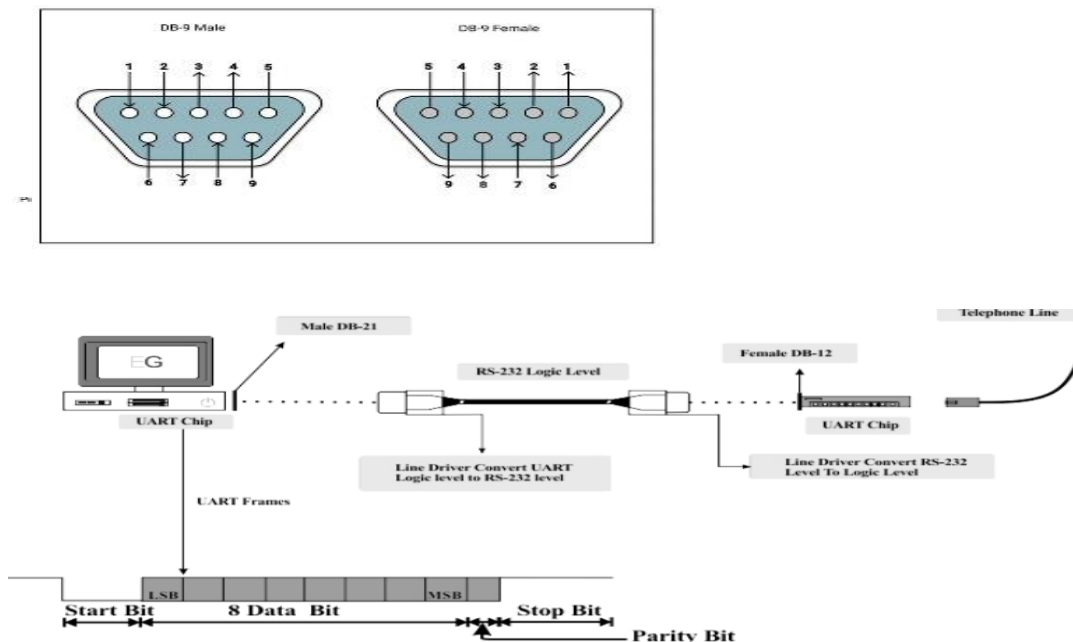 DB-9 Male
DB-9 Female
1 2 3 4 5
5 4 3 2 1
6 7 8 9
9 8 7 6
Male DB-21
Telephone Line
Female DB-12
RS-232 Logic Level
EG
UART Chip
UART Chip
Line Driver Convert UART
Logic level to RS-232 level
Line Driver Convert RS-232
Level To Logic Level
UART Frames
LSB
MSB
Start Bit
8 Data Bit
Stop Bit
Parity Bit